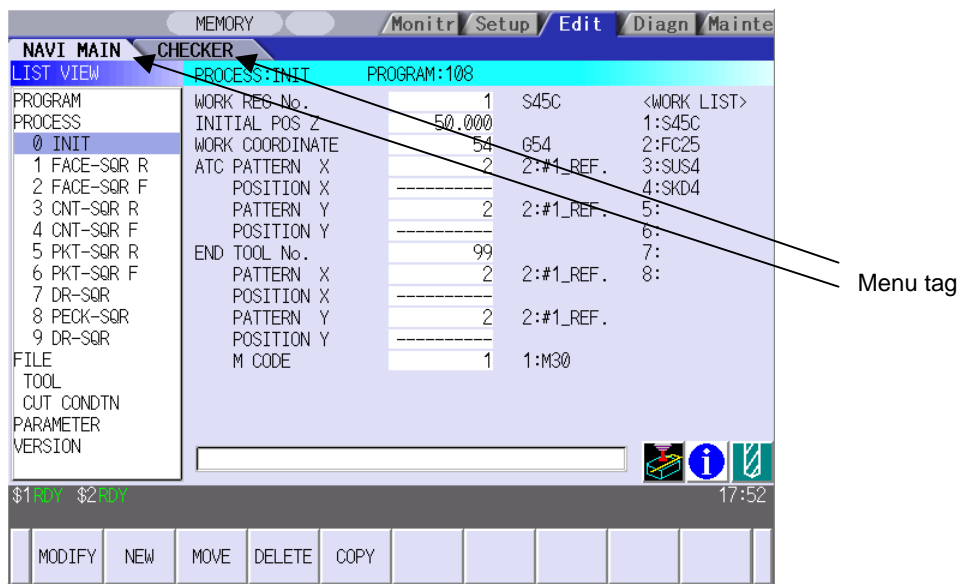 MEMORY Monitr Setup Edit Diagn Mainte
NAVI MAIN CHECKER
LIST VIEW PROCESS:INIT PROGRAM:108
PROGRAM
PROCESS
0 INIT
1 FACE-SQR R
2 FACE-SQR F
3 CNT-SQR R
4 CNT-SQR F
5 PKT-SQR R
6 PKT-SQR F
7 DR-SQR
8 PECK-SQR
9 DR-SQR
FILE
TOOL
CUT CONDTN
PARAMETER
VERSION
WORK REG No. 1 S45C
INITIAL POS Z 50.000
WORK COORDINATE 54 G54
ATC PATTERN X 2 2:#1_REF.
POSITION X ----------
PATTERN Y 2 2:#1_REF.
POSITION Y ----------
END TOOL No. 99
PATTERN X 2 2:#1_REF.
POSITION X ----------
PATTERN Y 2 2:#1_REF.
POSITION Y ----------
M CODE 1 1:M30
<WORK LIST>
1:S45C
2:FC25
3:SUS4
4:SKD4
5:
6:
7:
8:
Menu tag
$1 RDY $2 RDY 17:52
MODIFY NEW MOVE DELETE COPY